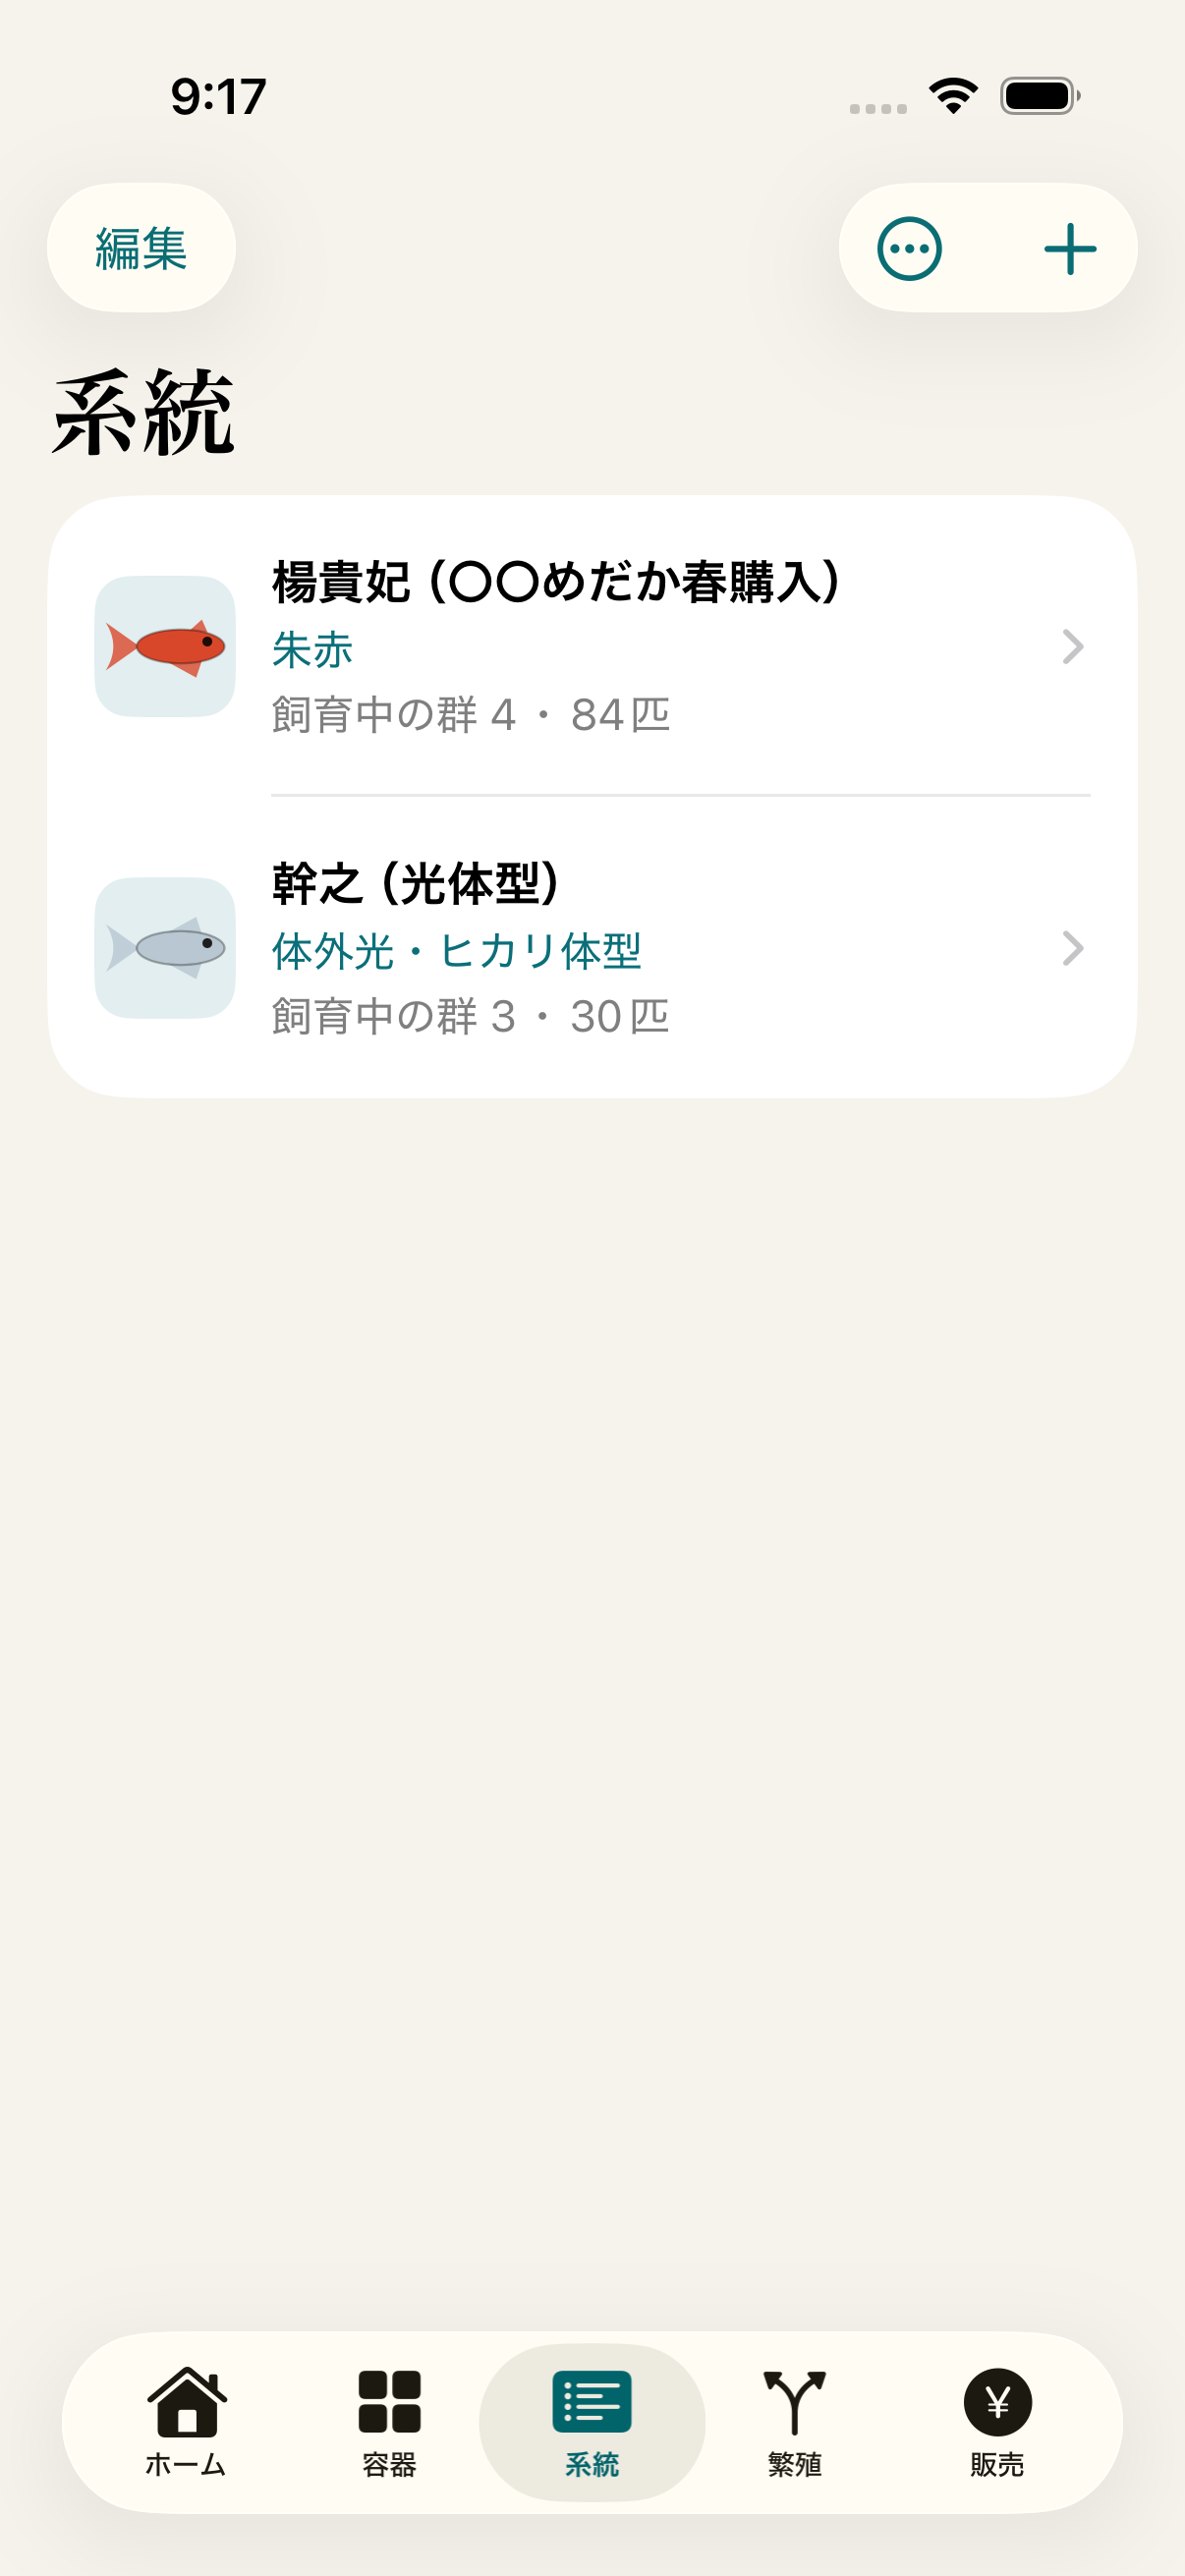 9:17
編集
系統
楊貴妃（〇〇めだか春購入）
朱赤
飼育中の群 4 · 84匹
幹之（光体型）
体外光・ヒカリ体型
飼育中の群 3 · 30匹
ホーム
容器
系統
繁殖
¥
販売